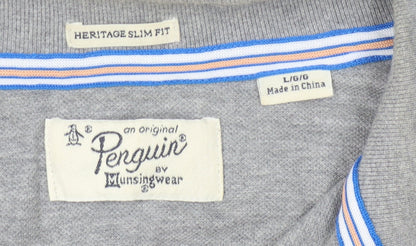 HERITAGE SLIM FIT
L/G/G
Made in China
®
an original
Penguin®
BY
Munsingwear®